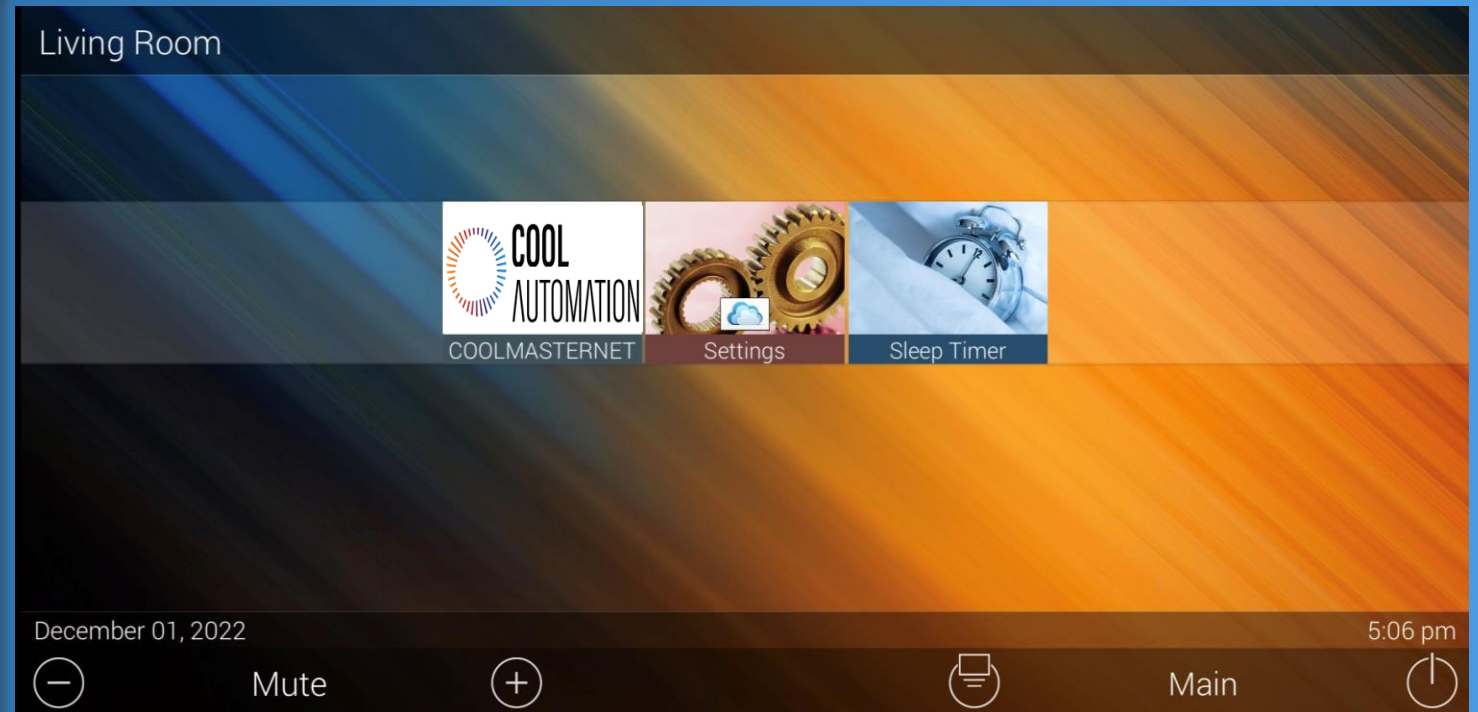 Living Room
COOL
AUTOMATION
COOLMASTERNET
Settings
Sleep Timer
December 01, 2022
5:06 pm
Mute
Main